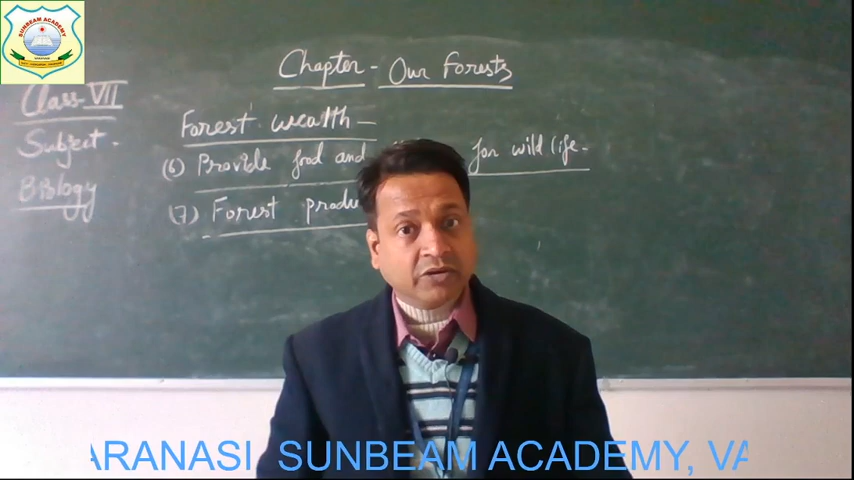 SUNBEAM ACADEMY
Chapter - Our Forests
Class VII
Subject -
Biology
Forest wealth -
(6) Provide food and for wild life.
(7) Forest produ
ARANASI SUNBEAM ACADEMY, VA